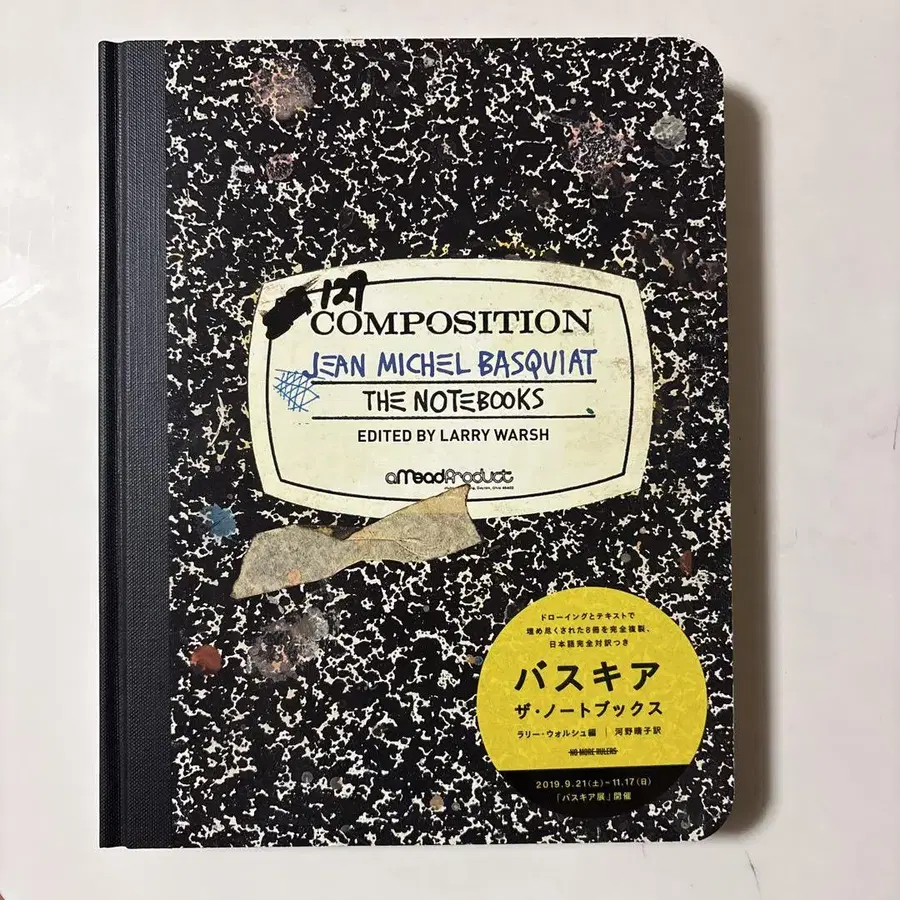 127
COMPOSITION
JEAN MICHEL BASQUIAT
THE NOTEBOOKS
EDITED BY LARRY WARSH
aMeadProduct
ドローイングとテキストで
埋め尽くされた8冊を完全複製、
日本語完全対訳つき
バスキア
ザ・ノートブックス
ラリー・ウォルシュ編 | 河野晴子訳
NO MORE RULERS
2019.9.21(土)~11.17(日)
「バスキア展」開催